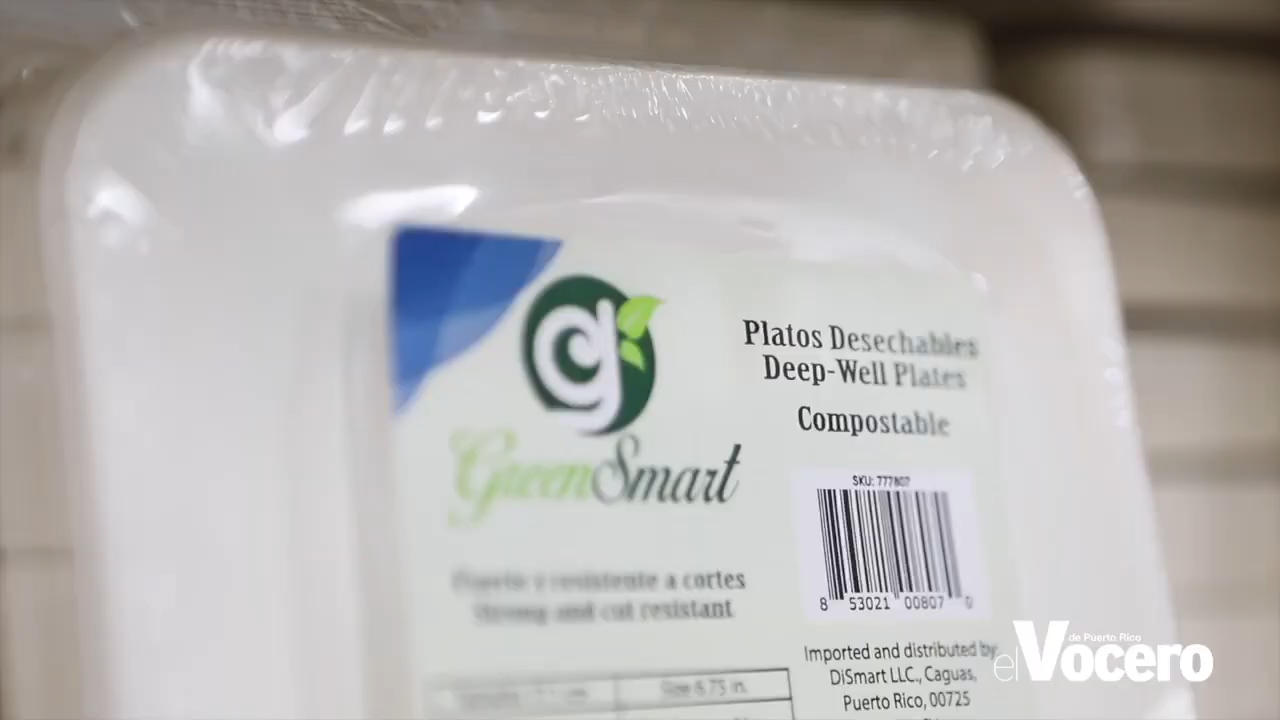 g
GreenSmart
Platos Desechables
Deep-Well Plates
Compostable
SKU: 777807
8 53021 00807 0
Fuerte y resistente a cortes
Strong and cut resistant
Size 6.75 in.
Imported and distributed by
DiSmart LLC., Caguas,
Puerto Rico, 00725
el Vocero
de Puerto Rico